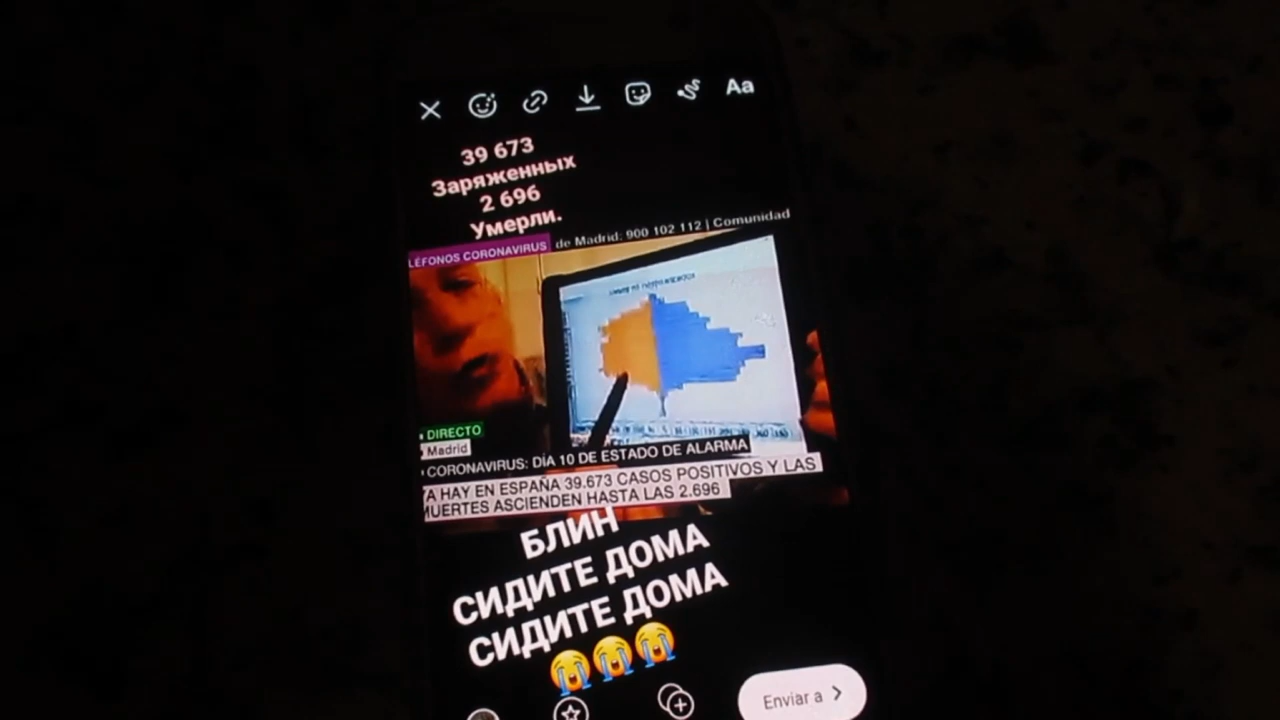 Aa
39 673
Заряженных
2 696
Умерли.
LÉFONOS CORONAVIRUS de Madrid: 900 102 112 | Comunidad
DIRECTO
Madrid
CORONAVIRUS: DÍA 10 DE ESTADO DE ALARMA
YA HAY EN ESPAÑA 39.673 CASOS POSITIVOS Y LAS
MUERTES ASCIENDEN HASTA LAS 2.696
БЛИН
СИДИТЕ ДОМА
СИДИТЕ ДОМА
Enviar a